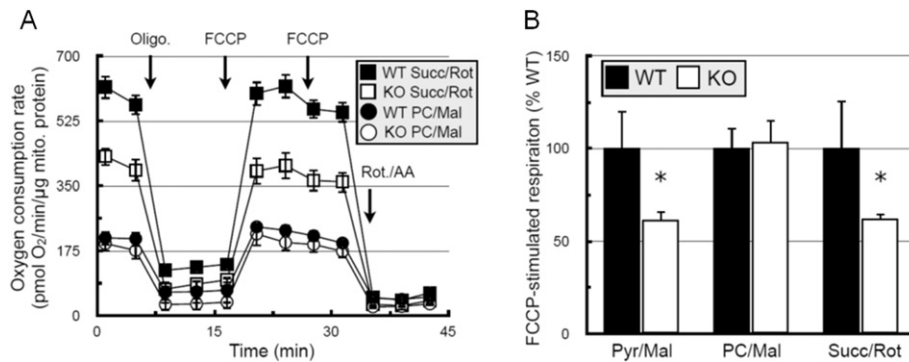 A
Oligo.
FCCP
FCCP
700
525
350
175
0
Oxygen consumption rate
(pmol O₂/min/µg mito. protein)
WT Succ/Rot
KO Succ/Rot
WT PC/Mal
KO PC/Mal
Rot./AA
0
15
30
45
Time (min)
B
WT
KO
150
100
50
0
FCCP-stimulated respiraiton (% WT)
*
*
Pyr/Mal
PC/Mal
Succ/Rot